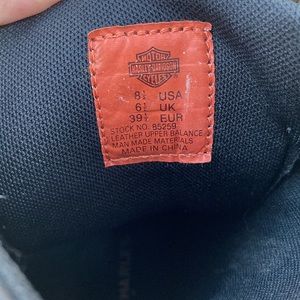 MOTOR
HARLEY-DAVIDSON
CYCLES
8½ USA
6½ UK
39½ EUR
STOCK NO. 85259
LEATHER UPPER BALANCE
MAN MADE MATERIALS
MADE IN CHINA